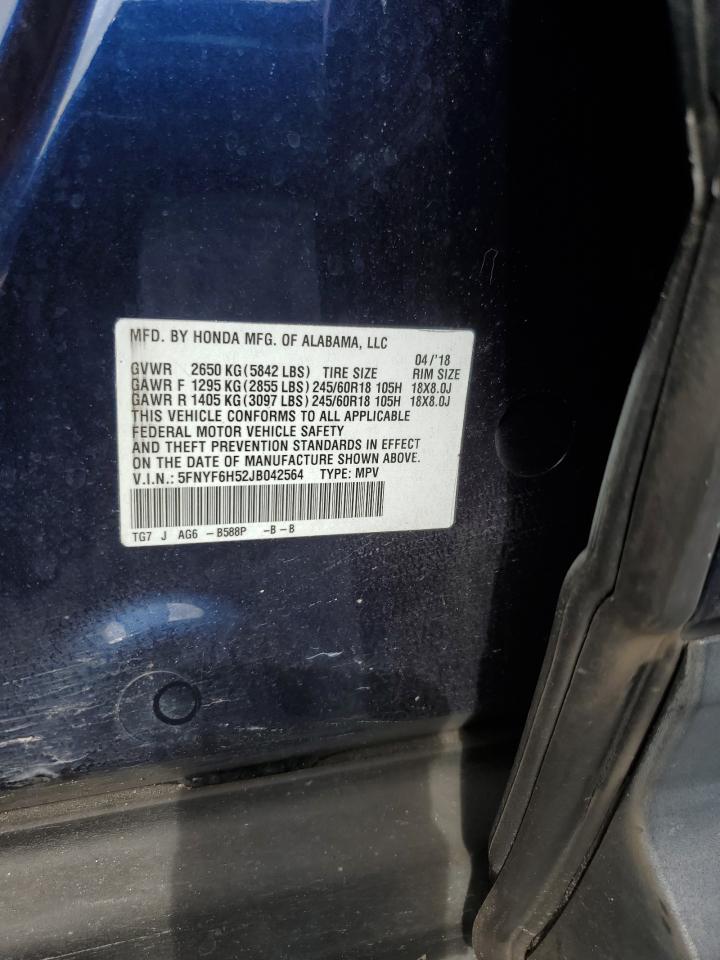 MFD. BY HONDA MFG. OF ALABAMA, LLC
04/'18
GVWR 2650 KG (5842 LBS) TIRE SIZE RIM SIZE
GAWR F 1295 KG (2855 LBS) 245/60R18 105H 18X8.0J
GAWR R 1405 KG (3097 LBS) 245/60R18 105H 18X8.0J
THIS VEHICLE CONFORMS TO ALL APPLICABLE
FEDERAL MOTOR VEHICLE SAFETY
AND THEFT PREVENTION STANDARDS IN EFFECT
ON THE DATE OF MANUFACTURE SHOWN ABOVE.
V.I.N.: 5FNYF6H52JB042564 TYPE: MPV
TG7 J AG6 -B588P -B-B